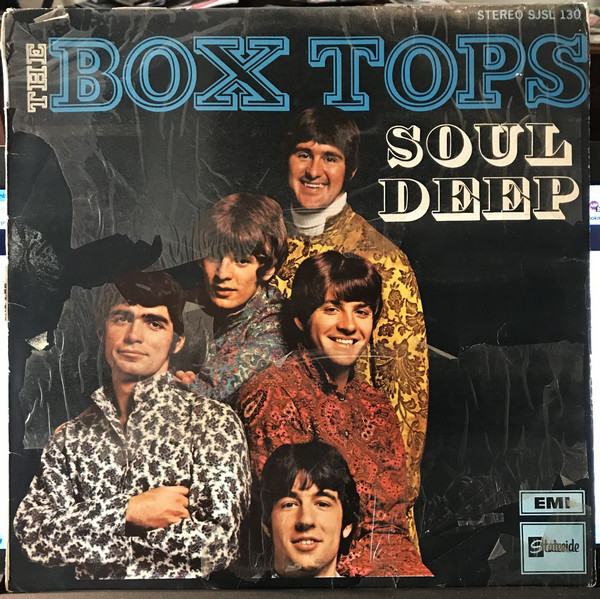 STEREO SJSL 130
THE
BOX TOPS
SOUL
DEEP
EMI
Stateside